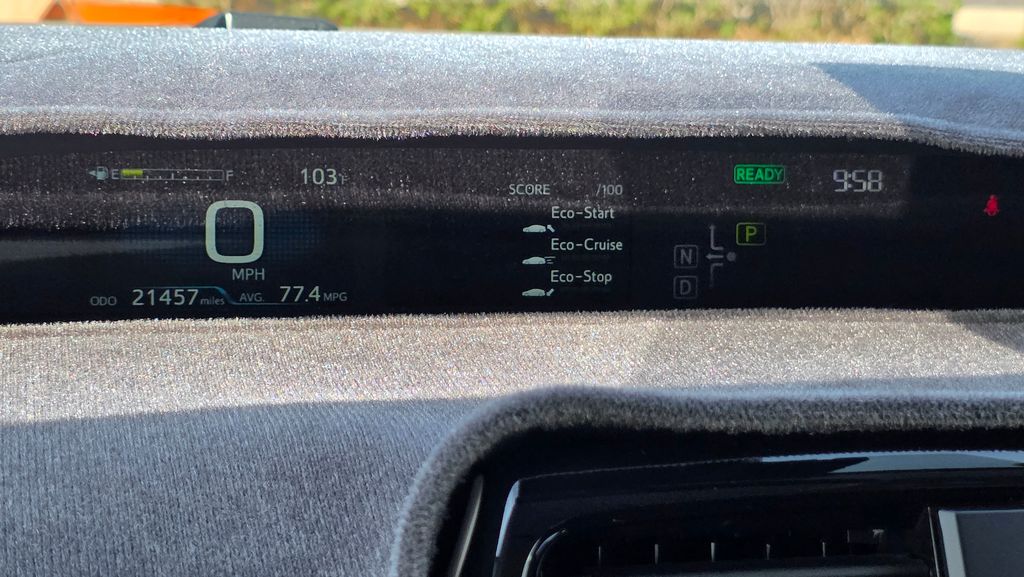 E F 103°F
0
MPH
ODO 21457 miles AVG. 77.4 MPG
SCORE /100
Eco-Start
Eco-Cruise
Eco-Stop
READY 9:58
P
N
D